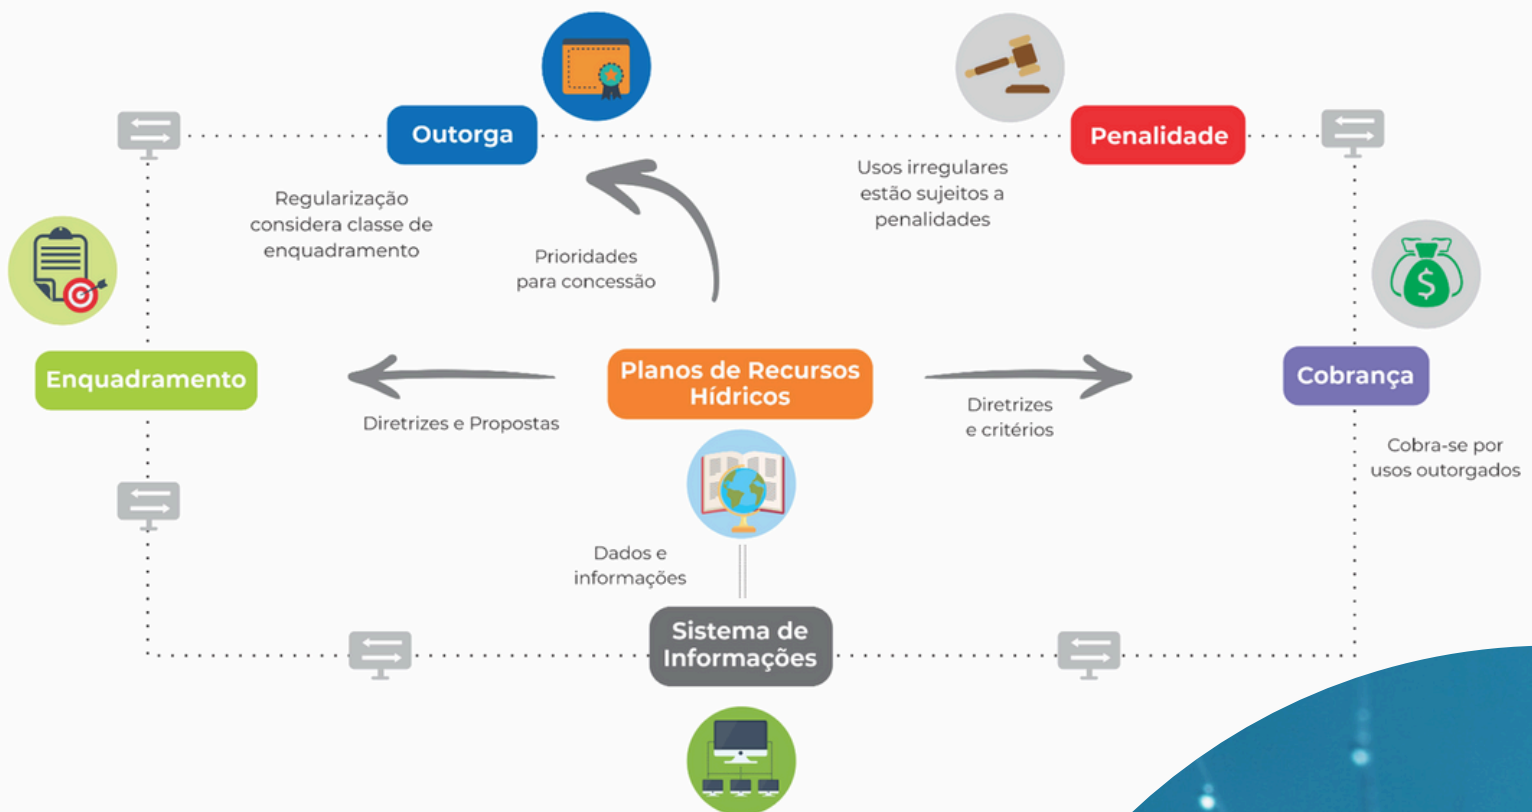 Outorga
Penalidade
Regularização
considera classe de
enquadramento
Usos irregulares
estão sujeitos a
penalidades
Prioridades
para concessão
Enquadramento
Planos de Recursos
Hídricos
Cobrança
Diretrizes e Propostas
Diretrizes
e critérios
Cobra-se por
usos outorgados
Dados e
informações
Sistema de
Informações
$